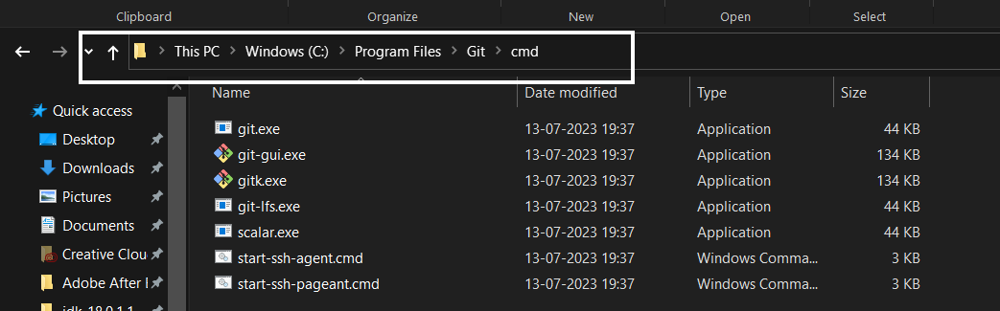 Clipboard Organize New Open Select
This PC Windows (C:) Program Files Git cmd
Name Date modified Type Size
Quick access
Desktop
Downloads
Pictures
Documents
Creative Clou
Adobe After
jdk-18.0.1.1
git.exe 13-07-2023 19:37 Application 44 KB
git-gui.exe 13-07-2023 19:37 Application 134 KB
gitk.exe 13-07-2023 19:37 Application 134 KB
git-lfs.exe 13-07-2023 19:37 Application 44 KB
scalar.exe 13-07-2023 19:37 Application 44 KB
start-ssh-agent.cmd 13-07-2023 19:37 Windows Comma... 3 KB
start-ssh-pageant.cmd 13-07-2023 19:37 Windows Comma... 3 KB